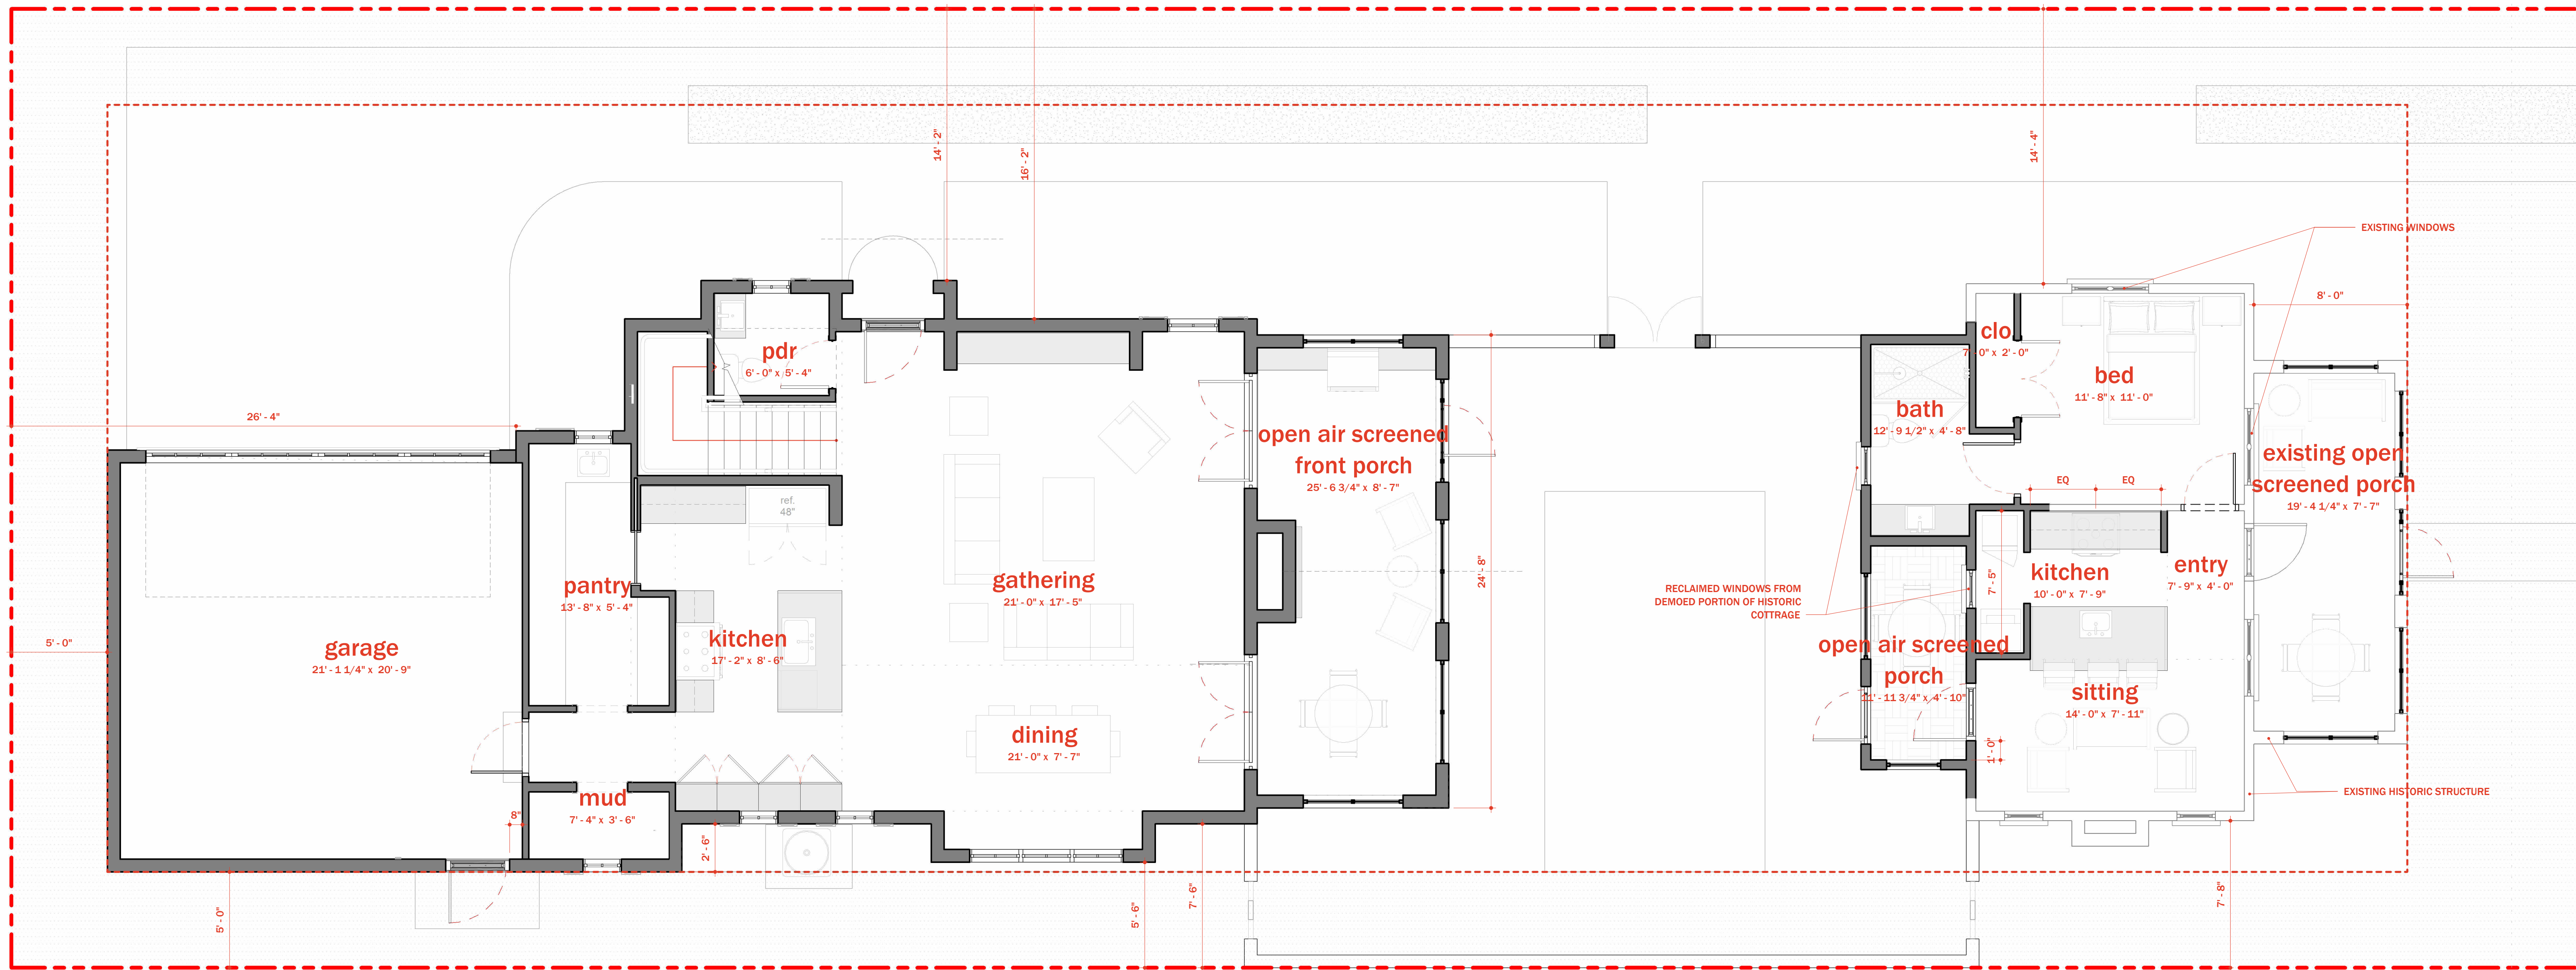 14' - 2"
16' - 2"
14' - 4"
EXISTING WINDOWS
8' - 0"
26' - 4"
pdr
6' - 0" x 5' - 4"
clo
7' - 0" x 2' - 0"
bed
11' - 8" x 11' - 0"
bath
12' - 9 1/2" x 4' - 8"
open air screened
front porch
25' - 6 3/4" x 8' - 7"
existing open
screened porch
19' - 4 1/4" x 7' - 7"
EQ
EQ
ref.
48"
pantry
13' - 8" x 5' - 4"
gathering
21' - 0" x 17' - 5"
24' - 8"
RECLAIMED WINDOWS FROM
DEMOED PORTION OF HISTORIC
COTTRAGE
7' - 5"
kitchen
10' - 0" x 7' - 9"
entry
7' - 9" x 4' - 0"
5' - 0"
garage
21' - 1 1/4" x 20' - 9"
kitchen
17' - 2" x 8' - 6"
open air screened
porch
11' - 11 3/4" x 4' - 10"
sitting
14' - 0" x 7' - 11"
dining
21' - 0" x 7' - 7"
1' - 0"
mud
7' - 4" x 3' - 6"
8"
EXISTING HISTORIC STRUCTURE
2' - 6"
5' - 0"
5' - 6"
7' - 6"
7' - 8"